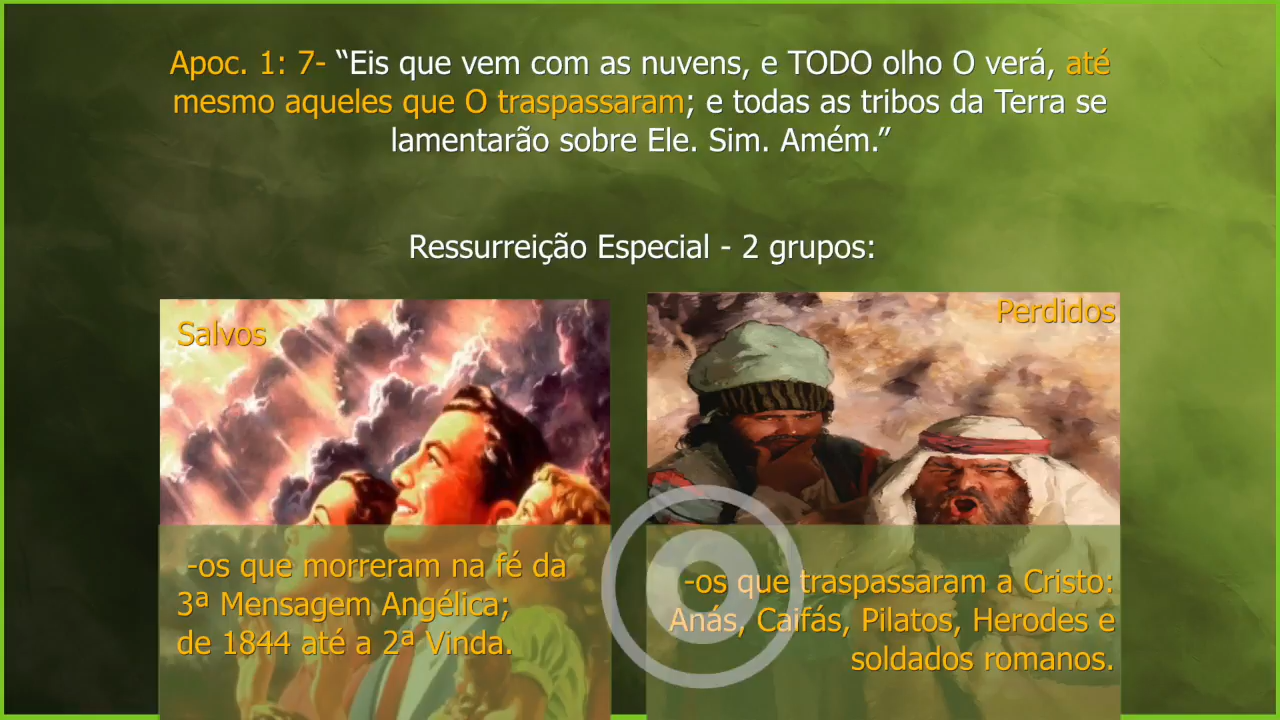 Apoc. 1: 7- “Eis que vem com as nuvens, e TODO olho O verá, até
mesmo aqueles que O traspassaram; e todas as tribos da Terra se
lamentarão sobre Ele. Sim. Amém.”
Ressurreição Especial - 2 grupos:
Salvos
-os que morreram na fé da
3ª Mensagem Angélica;
de 1844 até a 2ª Vinda.
Perdidos
-os que traspassaram a Cristo:
Anás, Caifás, Pilatos, Herodes e
soldados romanos.